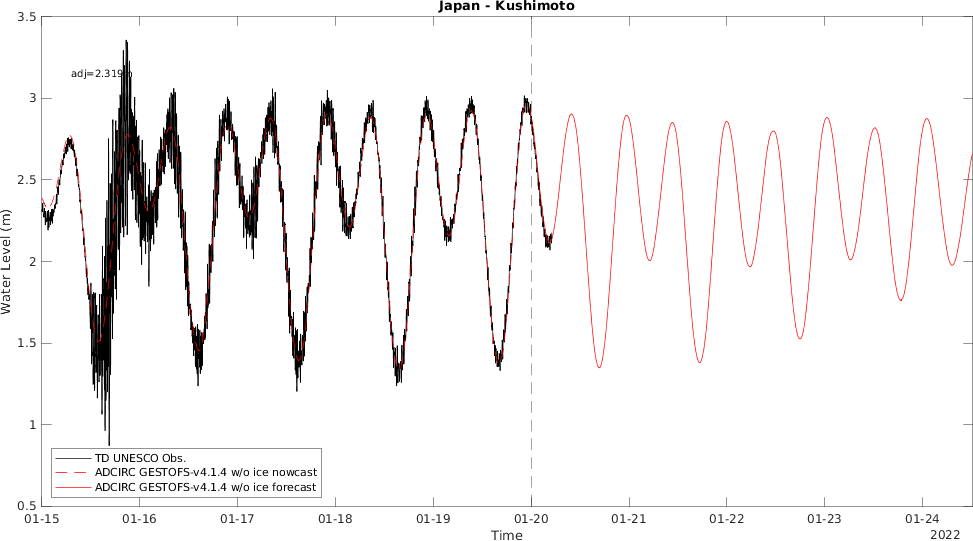 Japan - Kushimoto
3.5
adj=2.319m
3
2.5
2
1.5
1
0.5
Water Level (m)
TD UNESCO Obs.
ADCIRC GESTOFS-v4.1.4 w/o ice nowcast
ADCIRC GESTOFS-v4.1.4 w/o ice forecast
01-15 01-16 01-17 01-18 01-19 01-20 01-21 01-22 01-23 01-24
Time
2022